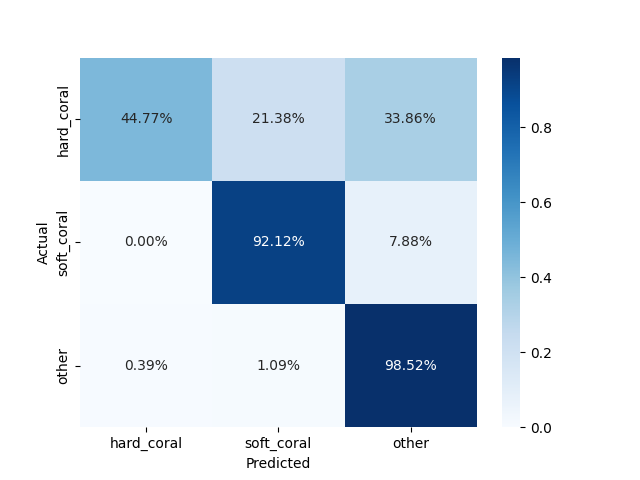 hard_coral
44.77%
21.38%
33.86%
0.8
Actual
soft_coral
0.00%
92.12%
7.88%
0.6
0.4
other
0.39%
1.09%
98.52%
0.2
0.0
hard_coral
soft_coral
other
Predicted